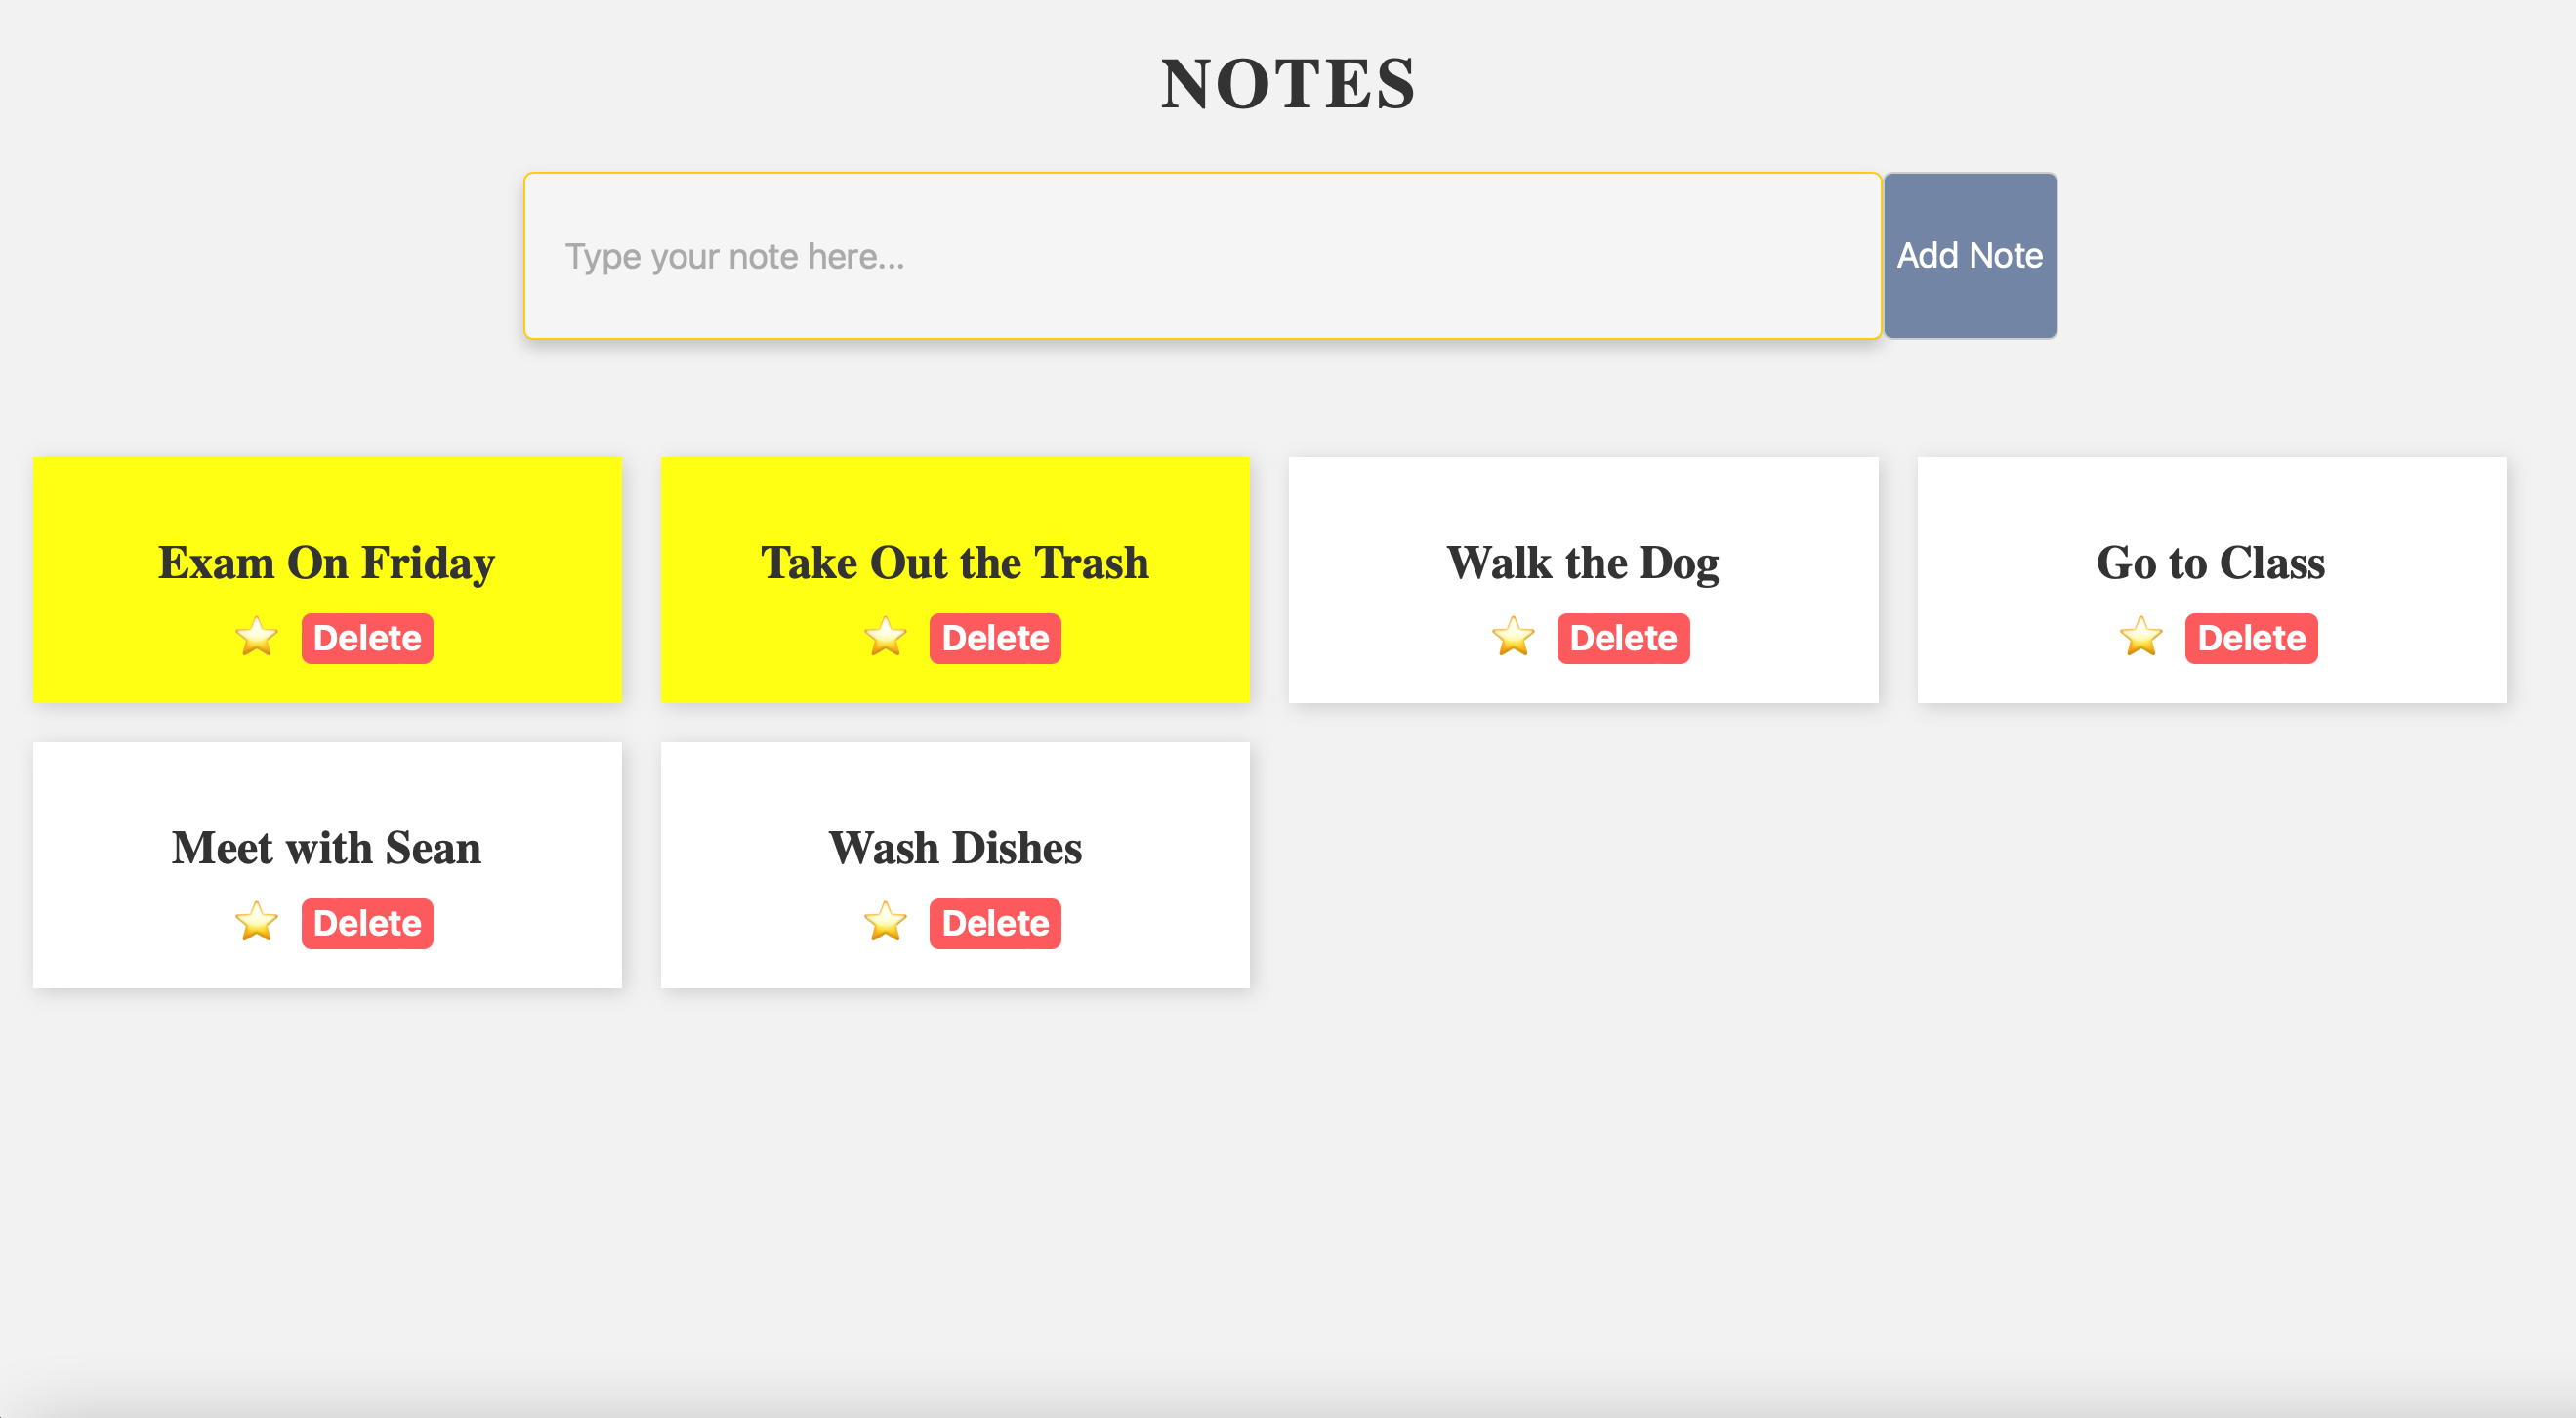 NOTES
Type your note here...
Add Note
Exam On Friday
Delete
Take Out the Trash
Delete
Walk the Dog
Delete
Go to Class
Delete
Meet with Sean
Delete
Wash Dishes
Delete